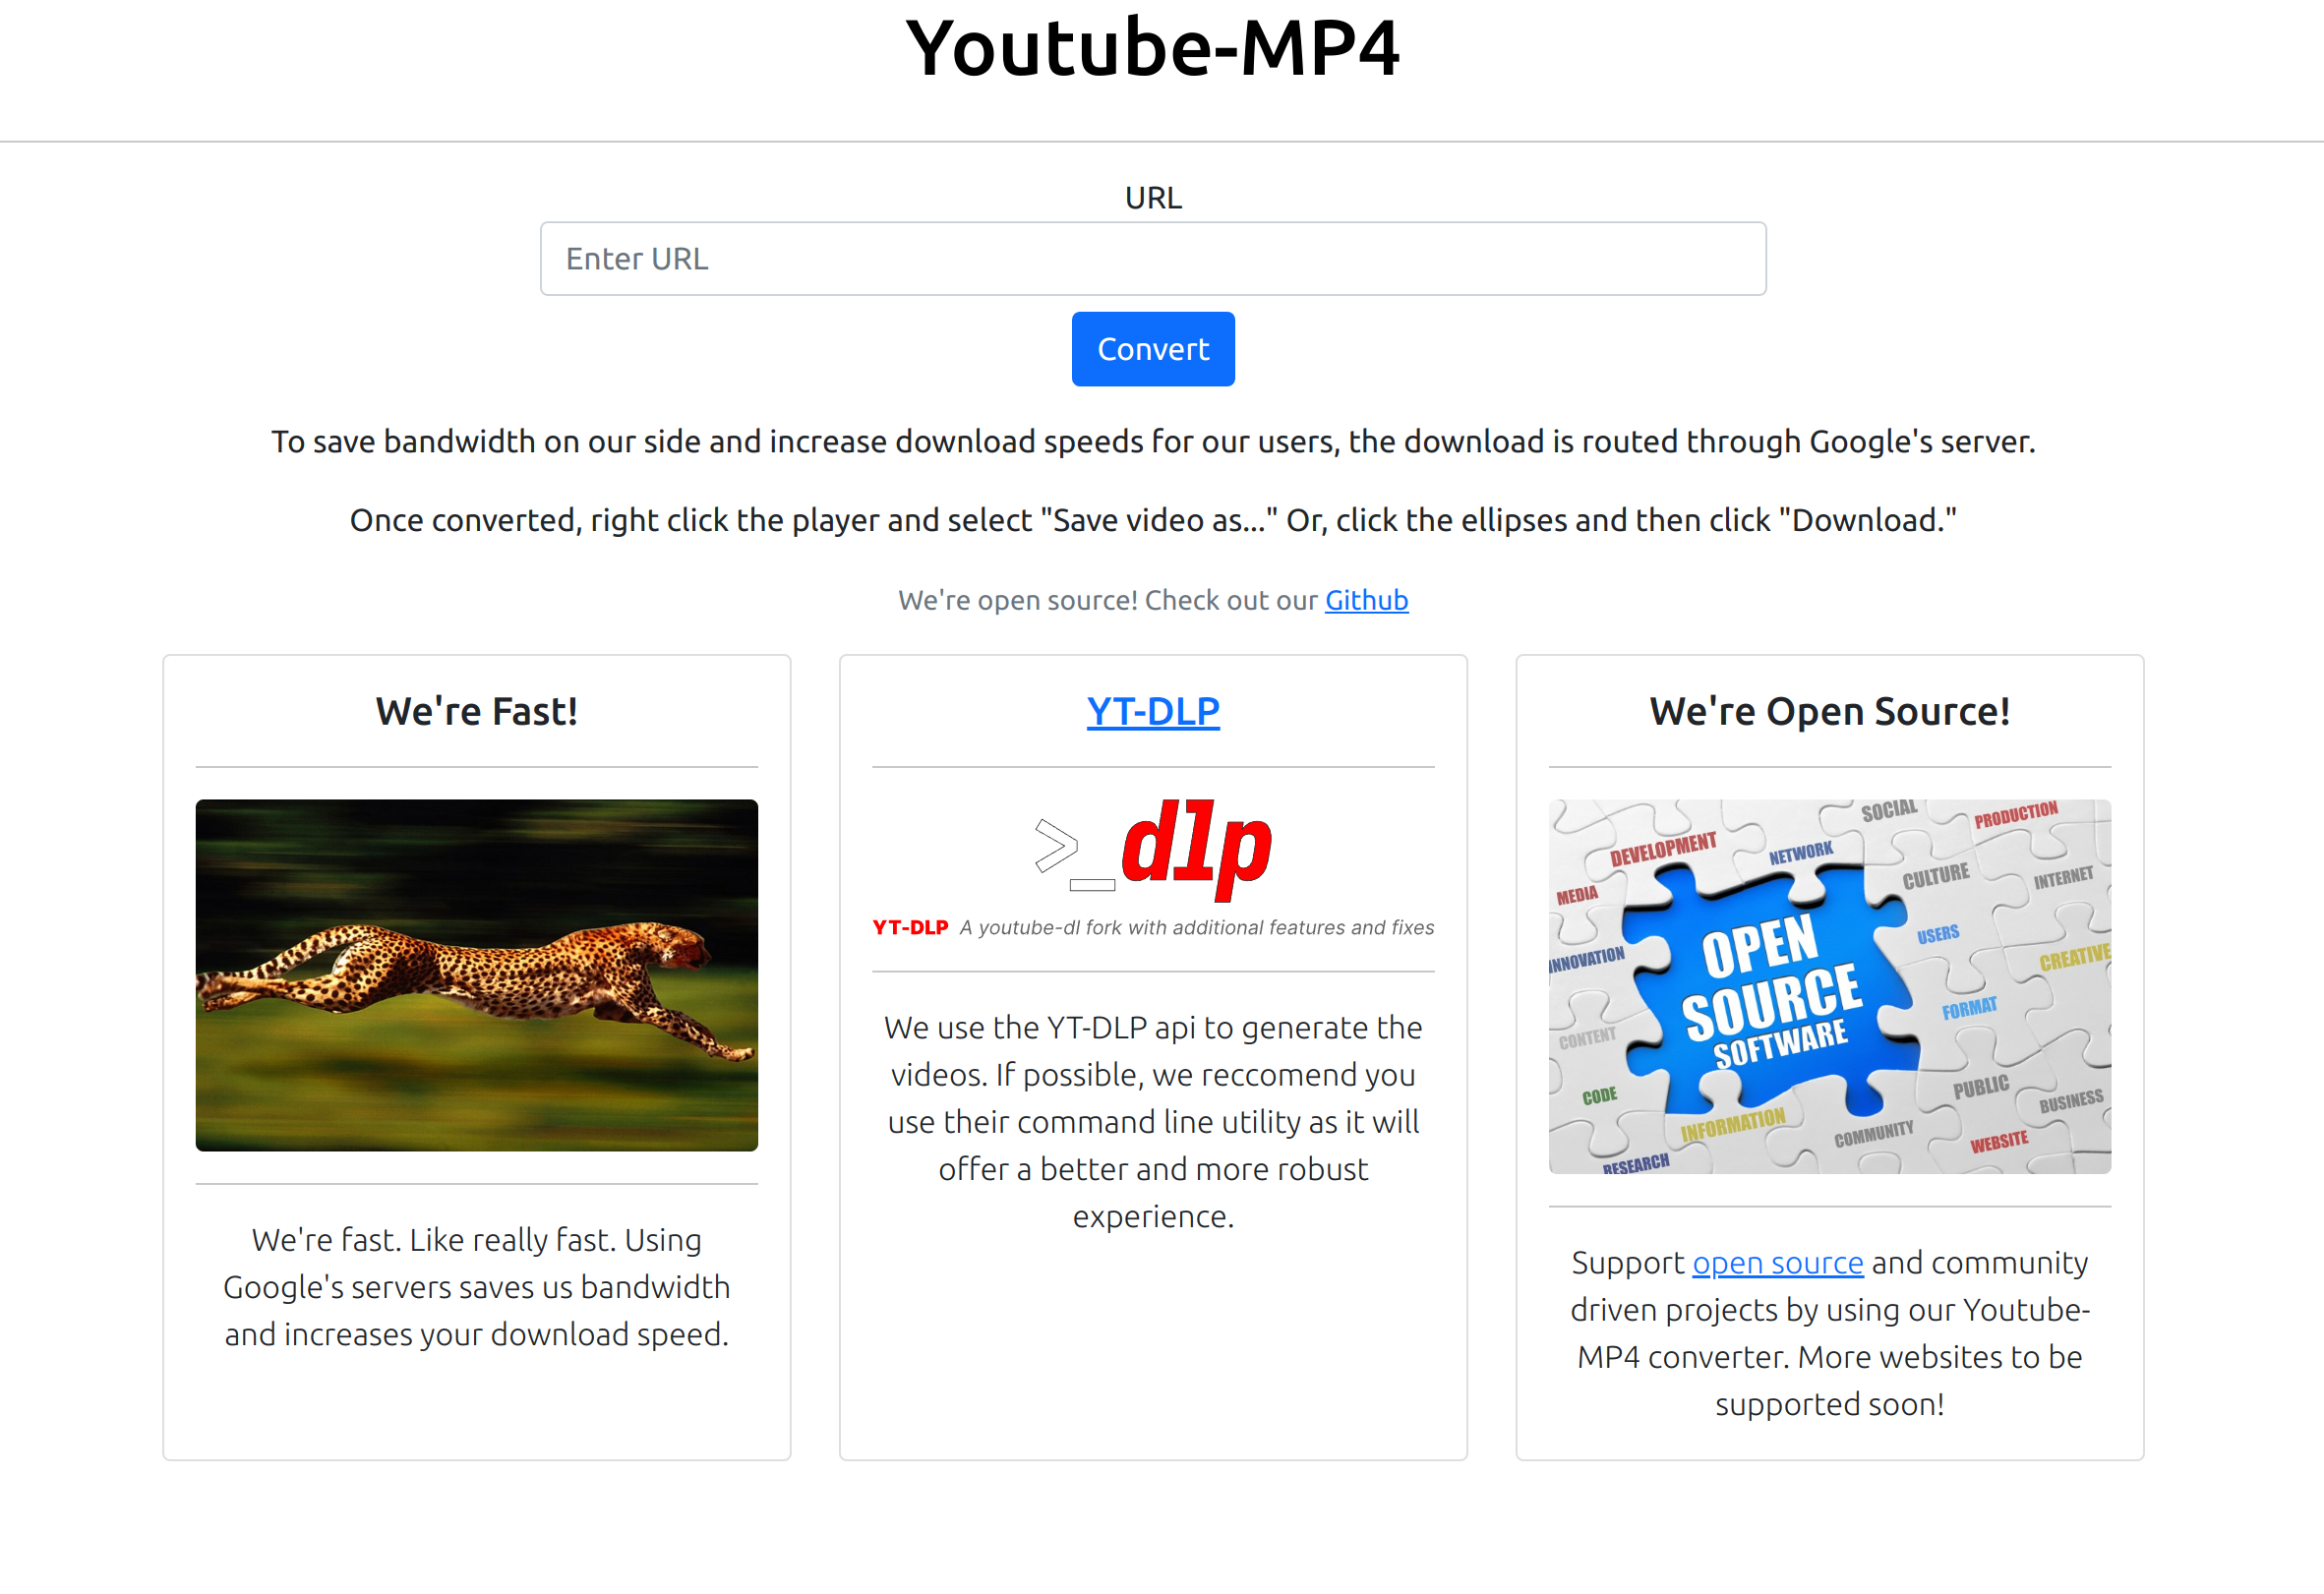 Youtube-MP4
URL
Enter URL
Convert
To save bandwidth on our side and increase download speeds for our users, the download is routed through Google's server.
Once converted, right click the player and select "Save video as..." Or, click the ellipses and then click "Download."
We're open source! Check out our Github
We're Fast!
We're fast. Like really fast. Using
Google's servers saves us bandwidth
and increases your download speed.
YT-DLP
>_dlp
YT-DLP A youtube-dl fork with additional features and fixes
We use the YT-DLP api to generate the
videos. If possible, we reccomend you
use their command line utility as it will
offer a better and more robust
experience.
We're Open Source!
SOCIAL
PRODUCTION
DEVELOPMENT
NETWORK
CULTURE
INTERNET
MEDIA
USERS
INNOVATION
CREATIVE
OPEN
SOURCE
SOFTWARE
FORMAT
CONTENT
CODE
PUBLIC
BUSINESS
INFORMATION
COMMUNITY
WEBSITE
RESEARCH
Support open source and community
driven projects by using our Youtube-
MP4 converter. More websites to be
supported soon!